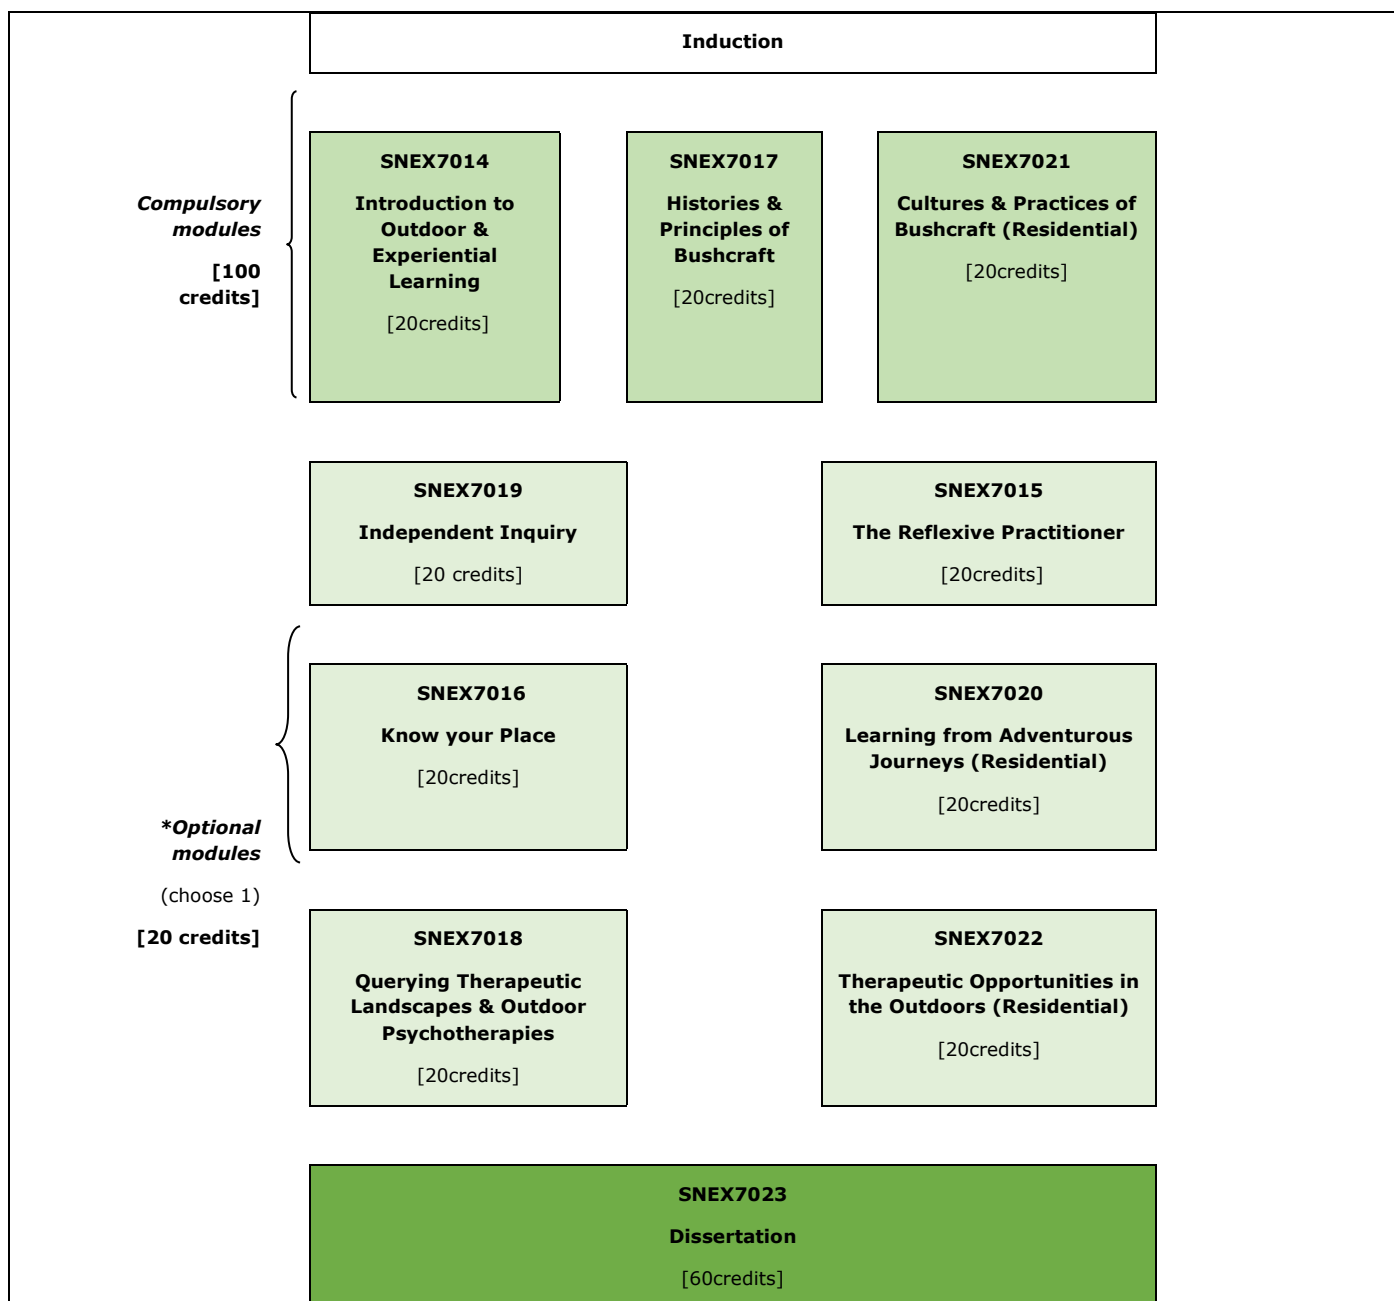 Induction
Compulsory
modules
[100
credits]
SNEX7014
Introduction to
Outdoor &
Experiential
Learning
[20credits]
SNEX7017
Histories &
Principles of
Bushcraft
[20credits]
SNEX7021
Cultures & Practices of
Bushcraft (Residential)
[20credits]
SNEX7019
Independent Inquiry
[20 credits]
SNEX7015
The Reflexive Practitioner
[20credits]
*Optional
modules
(choose 1)
[20 credits]
SNEX7016
Know your Place
[20credits]
SNEX7020
Learning from Adventurous
Journeys (Residential)
[20credits]
SNEX7018
Querying Therapeutic
Landscapes & Outdoor
Psychotherapies
[20credits]
SNEX7022
Therapeutic Opportunities in
the Outdoors (Residential)
[20credits]
SNEX7023
Dissertation
[60credits]